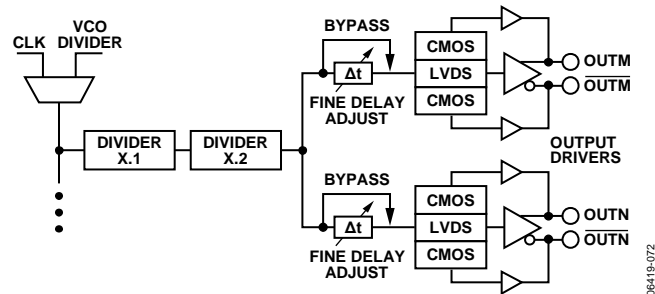 CLK
VCO
DIVIDER
DIVIDER
X.1
DIVIDER
X.2
BYPASS
Δt
FINE DELAY
ADJUST
CMOS
LVDS
CMOS
OUTM
OUTM
OUTPUT
DRIVERS
BYPASS
Δt
FINE DELAY
ADJUST
CMOS
LVDS
CMOS
OUTN
OUTN
06419-072